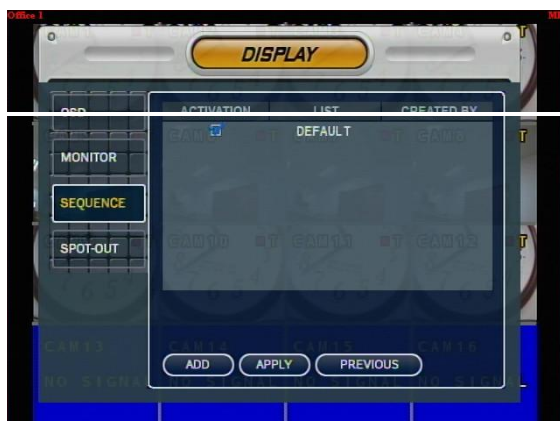 Office 1
DISPLAY
OSD
ACTIVATION LIST CREATED BY
DEFAULT
MONITOR
SEQUENCE
SPOT-OUT
CAM10 T CAM11 T CAM12 T
CAM13 CAM14 CAM15 CAM16
NO SIGNAL NO SIGNAL NO SIGNAL NO SIGNAL
ADD APPLY PREVIOUS